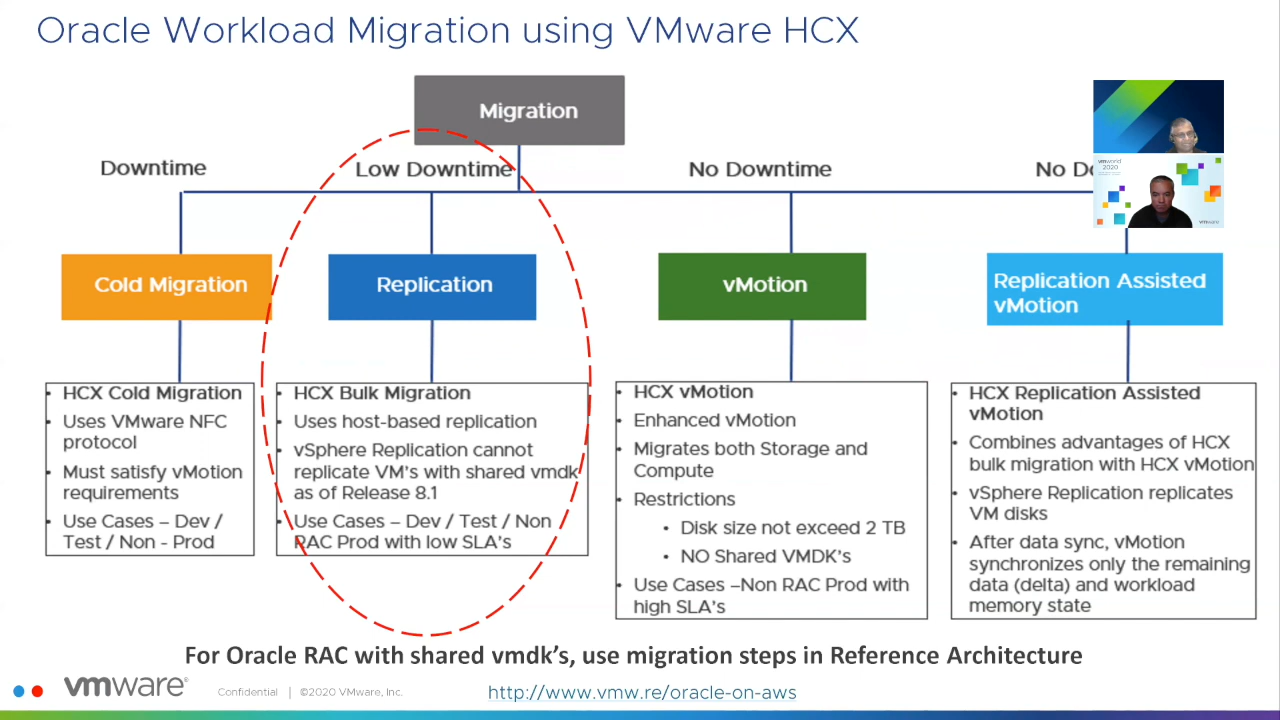 Oracle Workload Migration using VMware HCX
Migration
Downtime
Low Downtime
No Downtime
No
vmworld
2020
vmware
Cold Migration
Replication
vMotion
Replication Assisted
vMotion
• HCX Cold Migration
• Uses VMware NFC
protocol
• Must satisfy vMotion
requirements
• Use Cases – Dev /
Test / Non - Prod
• HCX Bulk Migration
• Uses host-based replication
• vSphere Replication cannot
replicate VM's with shared vmdk
as of Release 8.1
• Use Cases – Dev / Test / Non
RAC Prod with low SLA's
• HCX vMotion
• Enhanced vMotion
• Migrates both Storage and
Compute
• Restrictions
• Disk size not exceed 2 TB
• NO Shared VMDK's
• Use Cases –Non RAC Prod with
high SLA's
• HCX Replication Assisted
vMotion
• Combines advantages of HCX
bulk migration with HCX vMotion
• vSphere Replication replicates
VM disks
• After data sync, vMotion
synchronizes only the remaining
data (delta) and workload
memory state
For Oracle RAC with shared vmdk's, use migration steps in Reference Architecture
vmware®
Confidential | ©2020 VMware, Inc.
http://www.vmw.re/oracle-on-aws